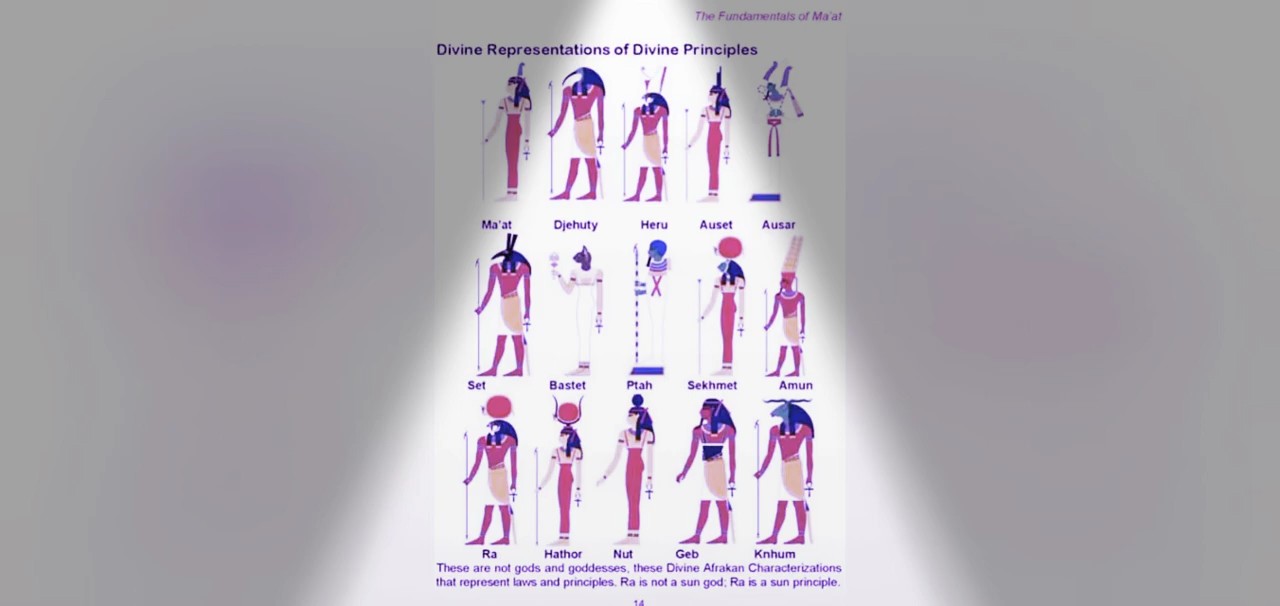 The Fundamentals of Ma'at
Divine Representations of Divine Principles
Ma'at Djehuty Heru Auset Ausar
Set Bastet Ptah Sekhmet Amun
Ra Hathor Nut Geb Knhum
These are not gods and goddesses, these Divine Afrakan Characterizations
that represent laws and principles. Ra is not a sun god; Ra is a sun principle.
14